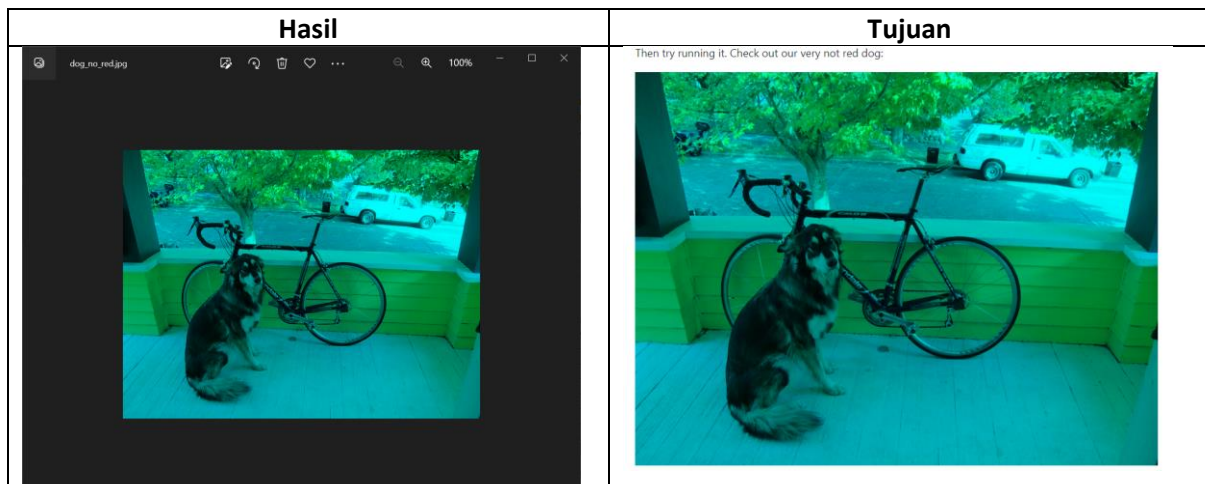 Hasil
Tujuan
dog_no_red.jpg
100%
Then try running it. Check out our very not red dog: